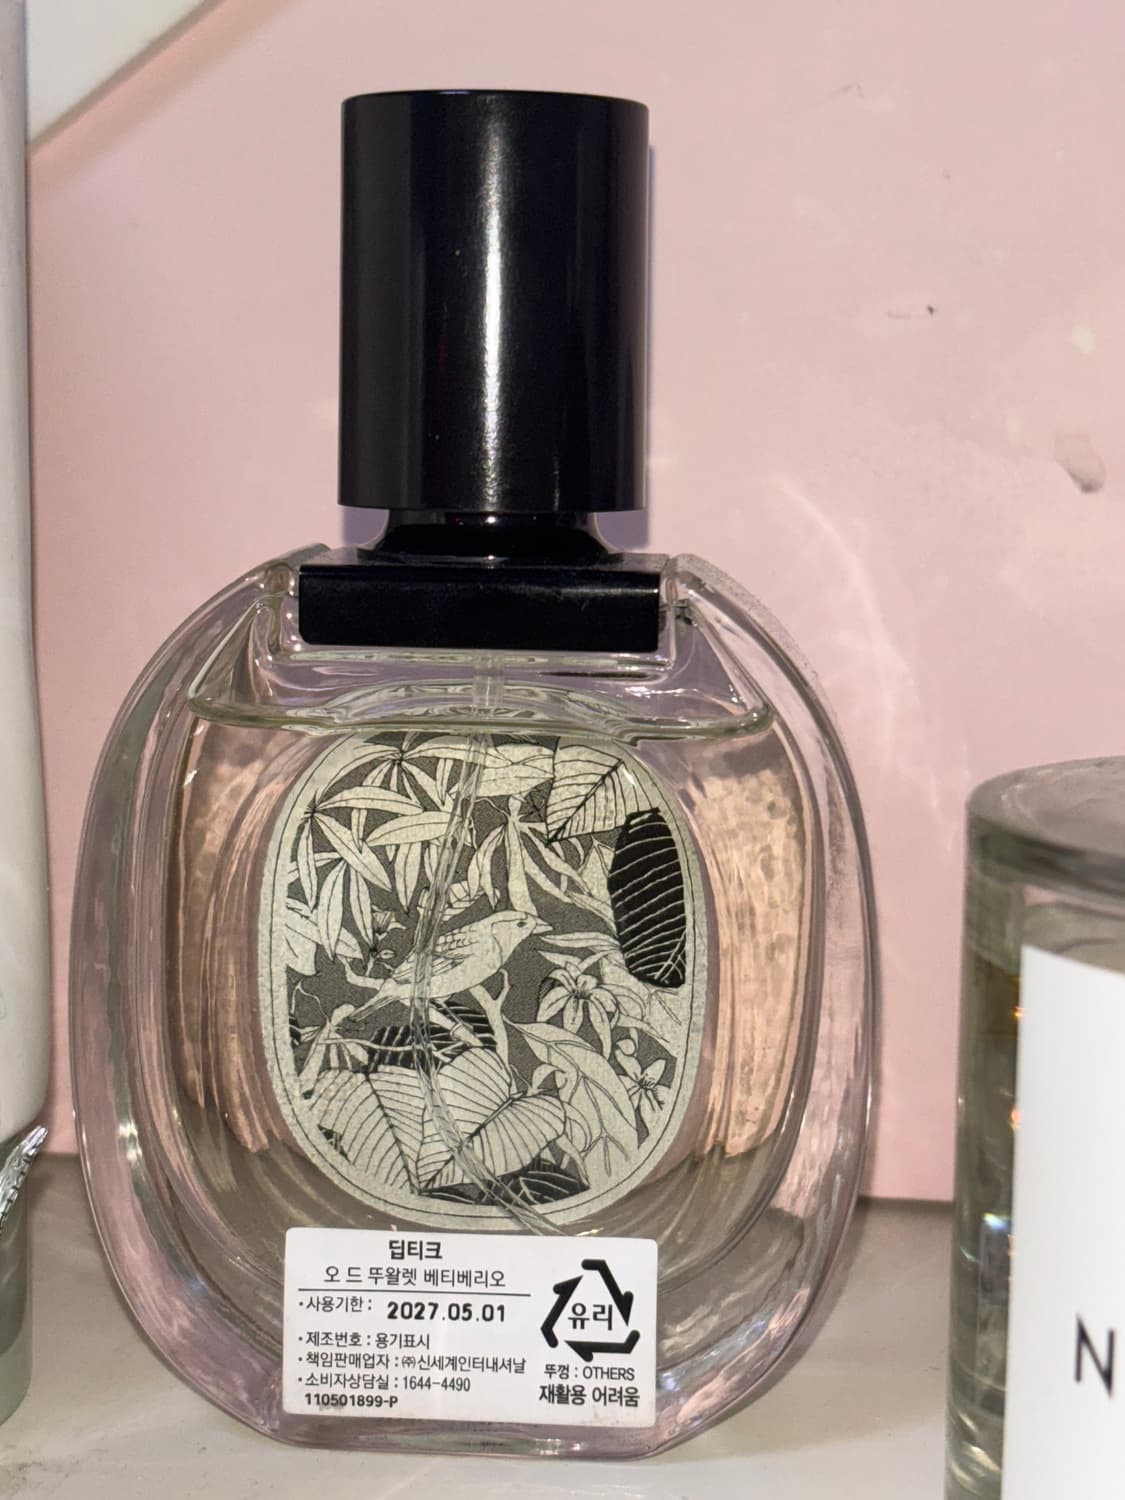 딥티크
오 드 뚜왈렛 베티베리오
•사용기한 : 2027.05.01
•제조번호 : 용기표시
•책임판매업자 : ㈜신세계인터내셔날
•소비자상담실 : 1644-4490
110501899-P
유리
뚜껑 : OTHERS
재활용 어려움
N